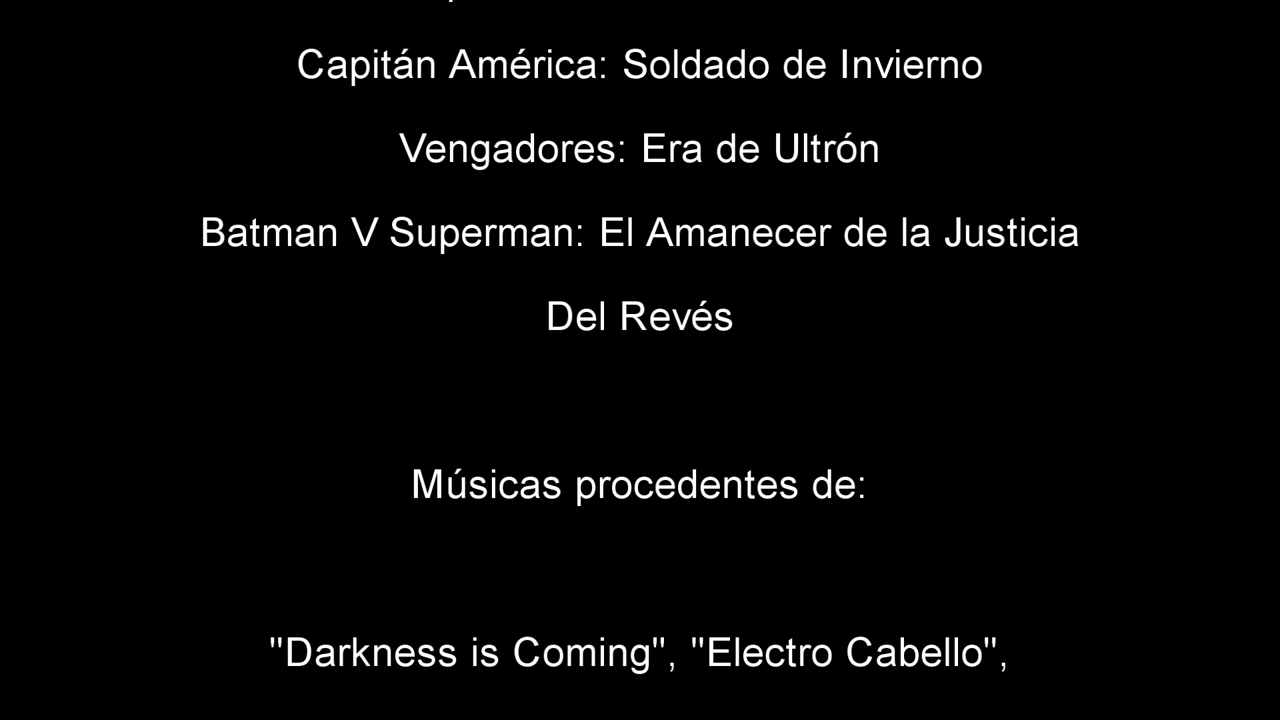 Capitán América: Soldado de Invierno
Vengadores: Era de Ultrón
Batman V Superman: El Amanecer de la Justicia
Del Revés
Músicas procedentes de:
"Darkness is Coming", "Electro Cabello",